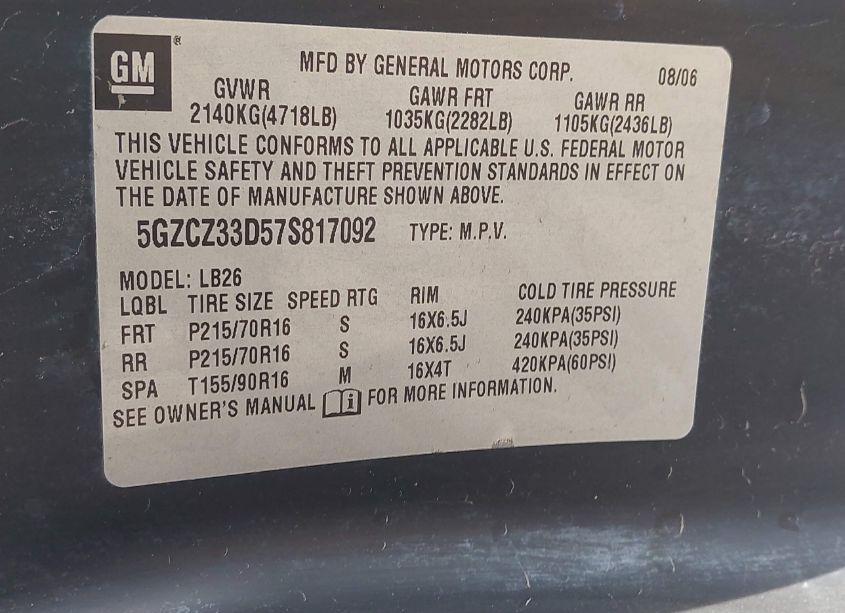 GM®
MFD BY GENERAL MOTORS CORP. 08/06
GVWR GAWR FRT GAWR RR
2140KG(4718LB) 1035KG(2282LB) 1105KG(2436LB)
THIS VEHICLE CONFORMS TO ALL APPLICABLE U.S. FEDERAL MOTOR
VEHICLE SAFETY AND THEFT PREVENTION STANDARDS IN EFFECT ON
THE DATE OF MANUFACTURE SHOWN ABOVE.
5GZCZ33D57S817092 TYPE: M.P.V.
MODEL: LB26
LQBL TIRE SIZE SPEED RTG RIM COLD TIRE PRESSURE
FRT P215/70R16 S 16X6.5J 240KPA(35PSI)
RR P215/70R16 S 16X6.5J 240KPA(35PSI)
SPA T155/90R16 M 16X4T 420KPA(60PSI)
SEE OWNER'S MANUAL i FOR MORE INFORMATION.